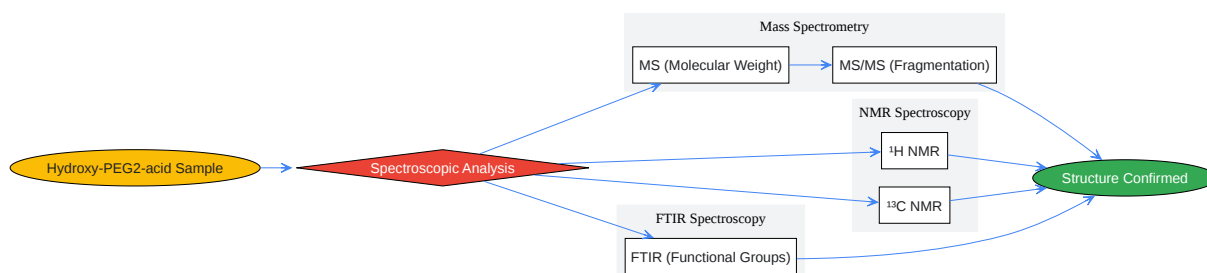 Mass Spectrometry
MS (Molecular Weight)
MS/MS (Fragmentation)
NMR Spectroscopy
¹H NMR
Hydroxy-PEG2-acid Sample
Spectroscopic Analysis
Structure Confirmed
¹³C NMR
FTIR Spectroscopy
FTIR (Functional Groups)